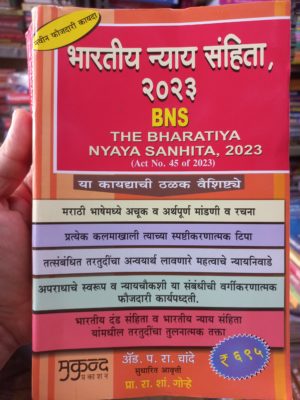 नवीन फौजदारी कायदा
भारतीय न्याय संहिता,
२०२३
BNS
THE BHARATIYA
NYAYA SANHITA, 2023
(Act No. 45 of 2023)
या कायद्याची ठळक वैशिष्ट्ये
मराठी भाषेमध्ये अचूक व अर्थपूर्ण मांडणी व रचना
प्रत्येक कलमाखाली त्याच्या स्पष्टीकरणात्मक टिपा
तत्संबंधित तरतुदींचा अन्वयार्थ लावणारे महत्वाचे न्यायनिवाडे
अपराधाचे स्वरूप व न्यायचौकशी या संबंधीची वर्गीकरणात्मक
फौजदारी कार्यपध्दती.
भारतीय दंड संहिता व भारतीय न्याय संहिता
यांमधील तरतुदींचा तुलनात्मक तक्ता
ॲड. प. रा. चांदे
सुधारित आवृत्ती
प्रा. रा. शां. गोऱ्हे
₹ ६९५
मुकुन्द
प्रकाशन